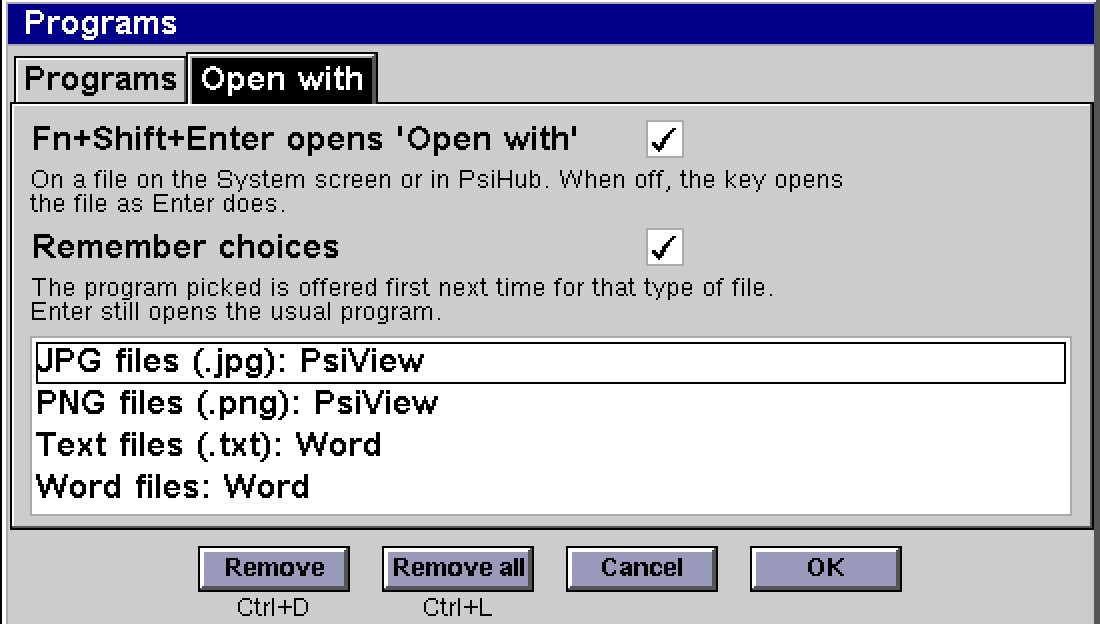 Programs
Programs
Open with
Fn+Shift+Enter opens 'Open with'
On a file on the System screen or in PsiHub. When off, the key opens
the file as Enter does.
Remember choices
The program picked is offered first next time for that type of file.
Enter still opens the usual program.
JPG files (.jpg): PsiView
PNG files (.png): PsiView
Text files (.txt): Word
Word files: Word
Remove
Remove all
Cancel
OK
Ctrl+D
Ctrl+L